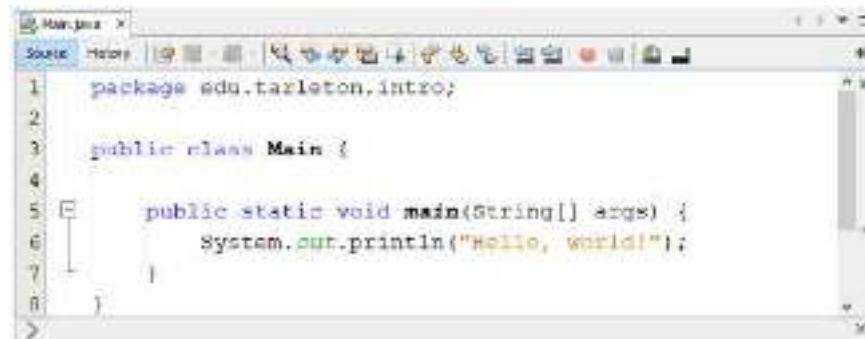 Main.java
Source History
1 package edu.tarleton.intro;
2
3 public class Main {
4
5 public static void main(String[] args) {
6 System.out.println("Hello, world!");
7 }
8 }